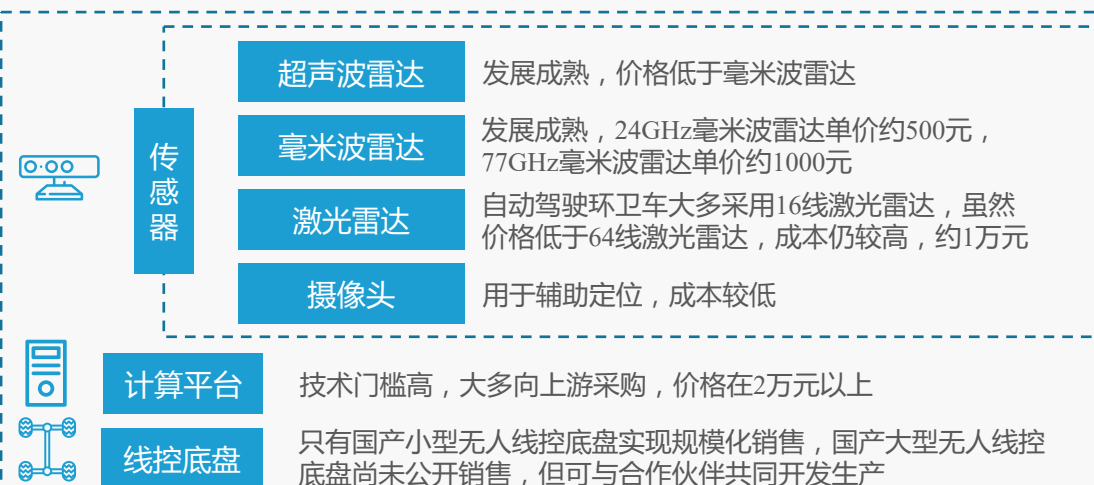 超声波雷达
发展成熟，价格低于毫米波雷达
传感器
毫米波雷达
发展成熟，24GHz毫米波雷达单价约500元，
77GHz毫米波雷达单价约1000元
激光雷达
自动驾驶环卫车大多采用16线激光雷达，虽然
价格低于64线激光雷达，成本仍较高，约1万元
摄像头
用于辅助定位，成本较低
计算平台
技术门槛高，大多向上游采购，价格在2万元以上
线控底盘
只有国产小型无人线控底盘实现规模化销售，国产大型无人线控
底盘尚未公开销售，但可与合作伙伴共同开发生产